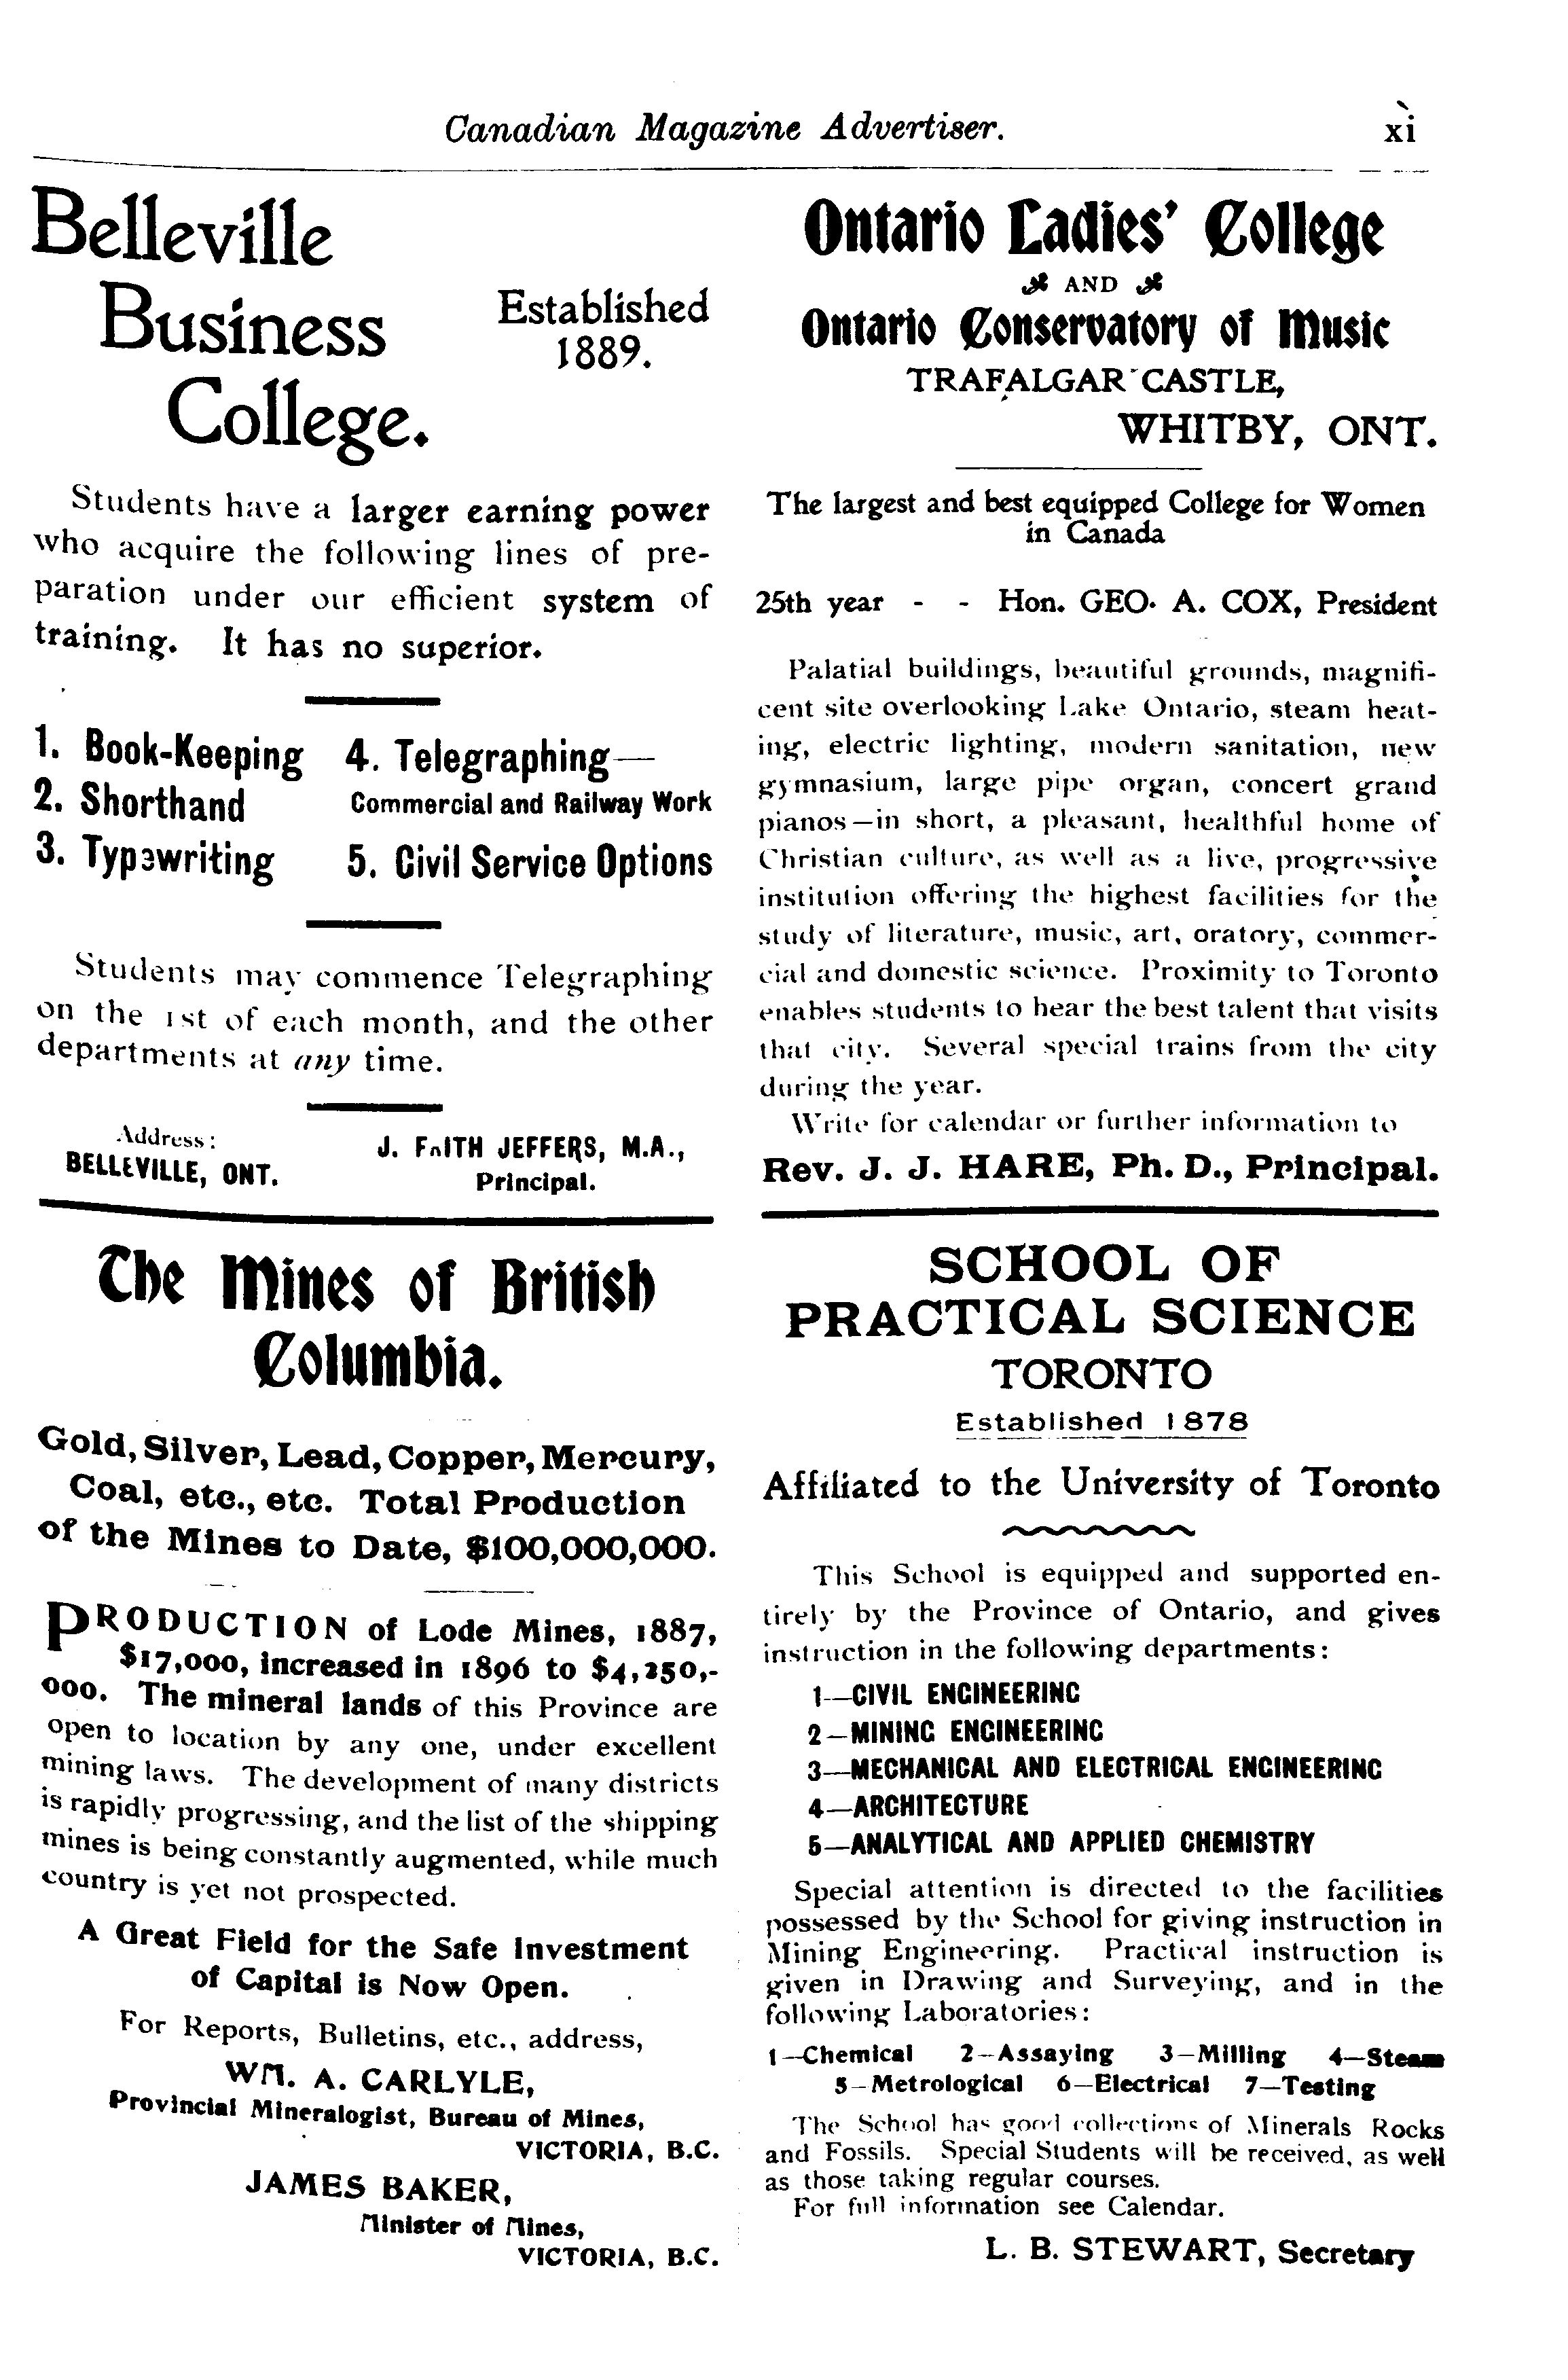 Canadian Magazine Advertiser. xi
Belleville
Business
College.
Established
1889.
Students have a larger earning power
who acquire the following lines of pre-
paration under our efficient system of
training. It has no superior.
1. Book-Keeping
2. Shorthand
3. Typewriting
4. Telegraphing—
Commercial and Railway Work
5. Civil Service Options
Students may commence Telegraphing
on the 1st of each month, and the other
departments at any time.
Address:
BELLEVILLE, ONT.
J. FRITH JEFFERS, M.A.,
Principal.
The Mines of British
Columbia.
Gold, Silver, Lead, Copper, Mercury,
Coal, etc., etc. Total Production
of the Mines to Date, $100,000,000.
PRODUCTION of Lode Mines, 1887,
$17,000, increased in 1896 to $4,250,-
000. The mineral lands of this Province are
open to location by any one, under excellent
mining laws. The development of many districts
is rapidly progressing, and the list of the shipping
mines is being constantly augmented, while much
country is yet not prospected.
A Great Field for the Safe Investment
of Capital is Now Open.
For Reports, Bulletins, etc., address,
WM. A. CARLYLE,
Provincial Mineralogist, Bureau of Mines,
VICTORIA, B.C.
JAMES BAKER,
Minister of Mines,
VICTORIA, B.C.
Ontario Ladies' College
AND
Ontario Conservatory of Music
TRAFALGAR CASTLE,
WHITBY, ONT.
The largest and best equipped College for Women
in Canada
25th year - - Hon. GEO. A. COX, President
Palatial buildings, beautiful grounds, magnifi-
cent site overlooking Lake Ontario, steam heat-
ing, electric lighting, modern sanitation, new
gymnasium, large pipe organ, concert grand
pianos—in short, a pleasant, healthful home of
Christian culture, as well as a live, progressive
institution offering the highest facilities for the
study of literature, music, art, oratory, commer-
cial and domestic science. Proximity to Toronto
enables students to hear the best talent that visits
that city. Several special trains from the city
during the year.
Write for calendar or further information to
Rev. J. J. HARE, Ph. D., Principal.
SCHOOL OF
PRACTICAL SCIENCE
TORONTO
Established 1878
Affiliated to the University of Toronto
This School is equipped and supported en-
tirely by the Province of Ontario, and gives
instruction in the following departments:
1—CIVIL ENGINEERING
2—MINING ENGINEERING
3—MECHANICAL AND ELECTRICAL ENGINEERING
4—ARCHITECTURE
5—ANALYTICAL AND APPLIED CHEMISTRY
Special attention is directed to the facilities
possessed by the School for giving instruction in
Mining Engineering. Practical instruction is
given in Drawing and Surveying, and in the
following Laboratories:
1—Chemical 2—Assaying 3—Milling 4—Steam
5—Metrological 6—Electrical 7—Testing
The School has good collections of Minerals Rocks
and Fossils. Special Students will be received, as well
as those taking regular courses.
For full information see Calendar.
L. B. STEWART, Secretary